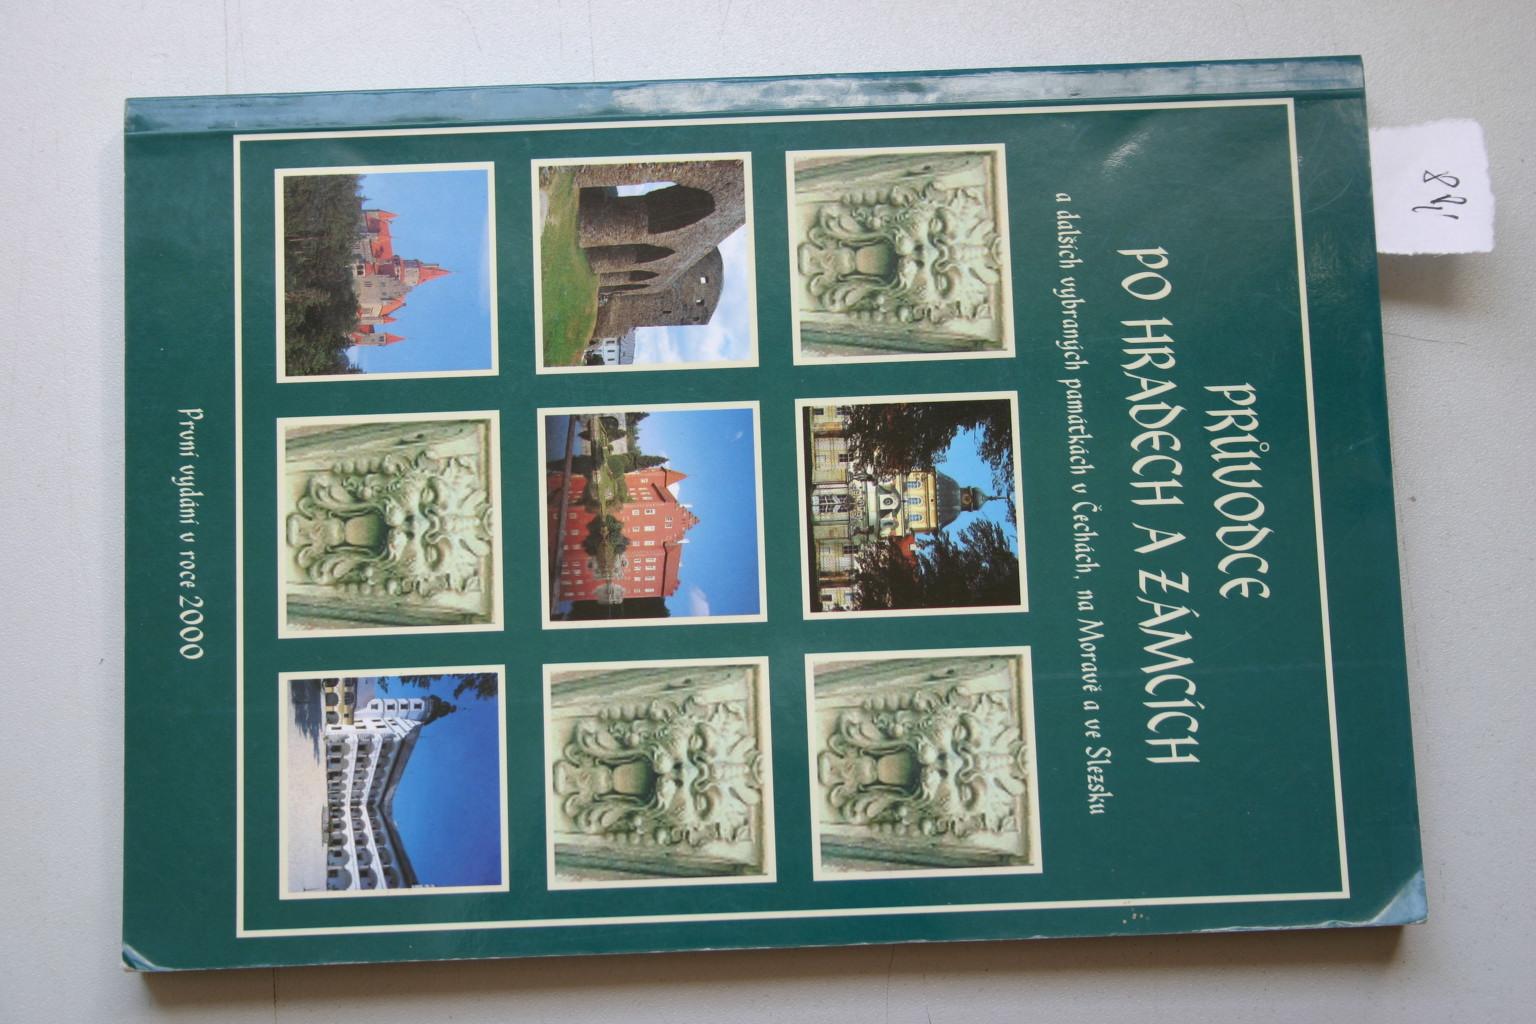 PRŮVODCE
PO HRADECH A ZÁMCÍCH
a dalších vybraných památkách v Čechách, na Moravě a ve Slezsku
První vydání v roce 2000